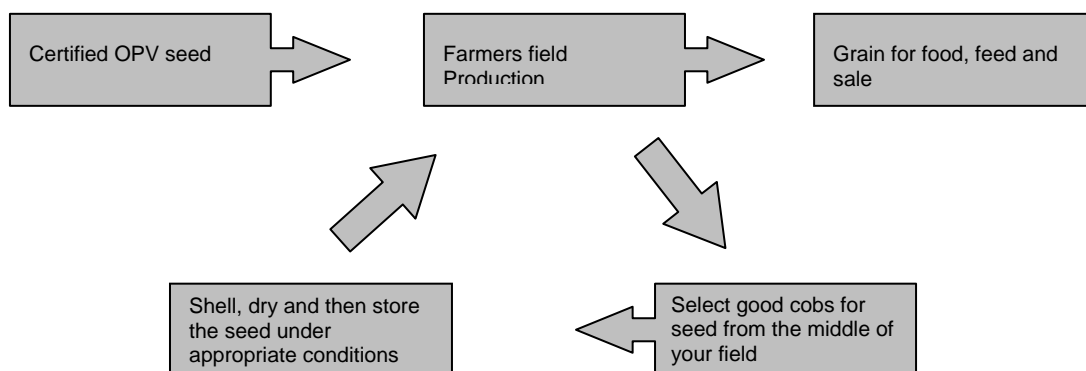 Certified OPV seed
Farmers field
Production
Grain for food, feed and
sale
Shell, dry and then store
the seed under
appropriate conditions
Select good cobs for
seed from the middle of
your field